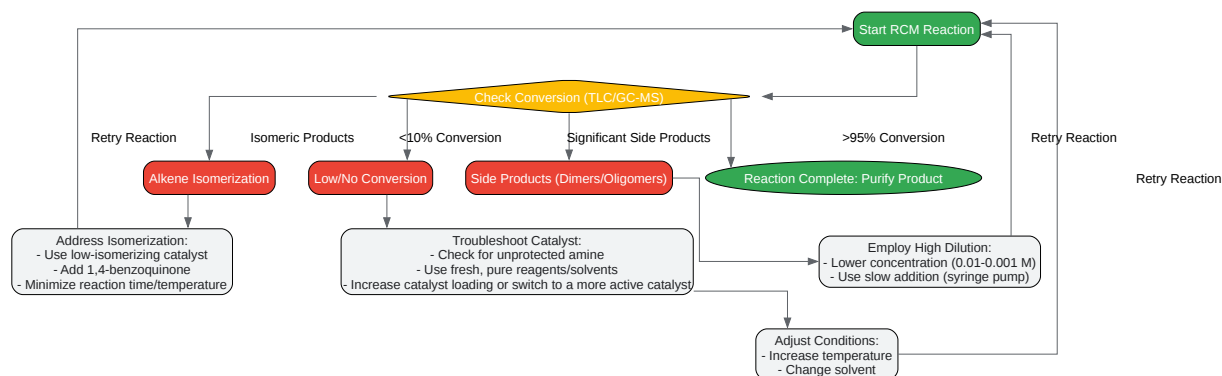 Start RCM Reaction
Check Conversion (TLC/GC-MS)
Retry Reaction
Isomeric Products
<10% Conversion
Significant Side Products
>95% Conversion
Retry Reaction
Alkene Isomerization
Low/No Conversion
Side Products (Dimers/Oligomers)
Reaction Complete: Purify Product
Retry Reaction
Address Isomerization:
- Use low-isomerizing catalyst
- Add 1,4-benzoquinone
- Minimize reaction time/temperature
Troubleshoot Catalyst:
- Check for unprotected amine
- Use fresh, pure reagents/solvents
- Increase catalyst loading or switch to a more active catalyst
Employ High Dilution:
- Lower concentration (0.01-0.001 M)
- Use slow addition (syringe pump)
Adjust Conditions:
- Increase temperature
- Change solvent